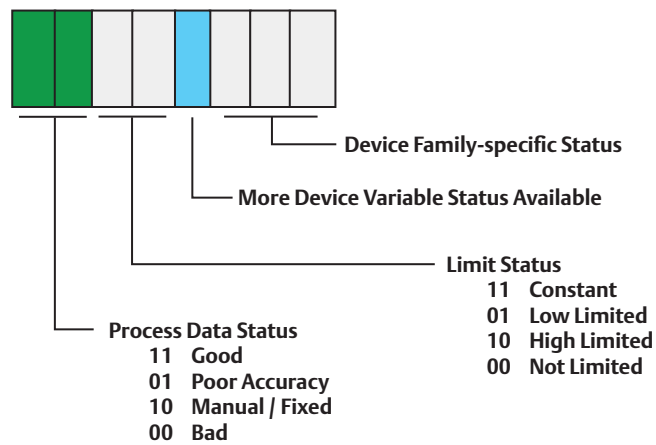 Device Family-specific Status
More Device Variable Status Available
Limit Status
11 Constant
01 Low Limited
10 High Limited
00 Not Limited
Process Data Status
11 Good
01 Poor Accuracy
10 Manual / Fixed
00 Bad